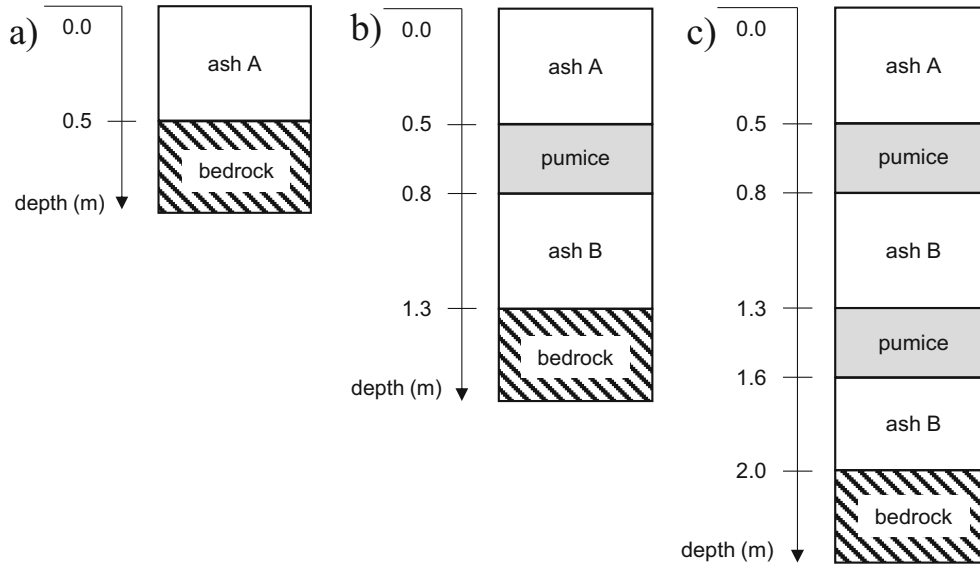 a)
0.0
ash A
0.5
bedrock
depth (m)
b)
0.0
ash A
0.5
pumice
0.8
ash B
1.3
bedrock
depth (m)
c)
0.0
ash A
0.5
pumice
0.8
ash B
1.3
pumice
1.6
ash B
2.0
bedrock
depth (m)